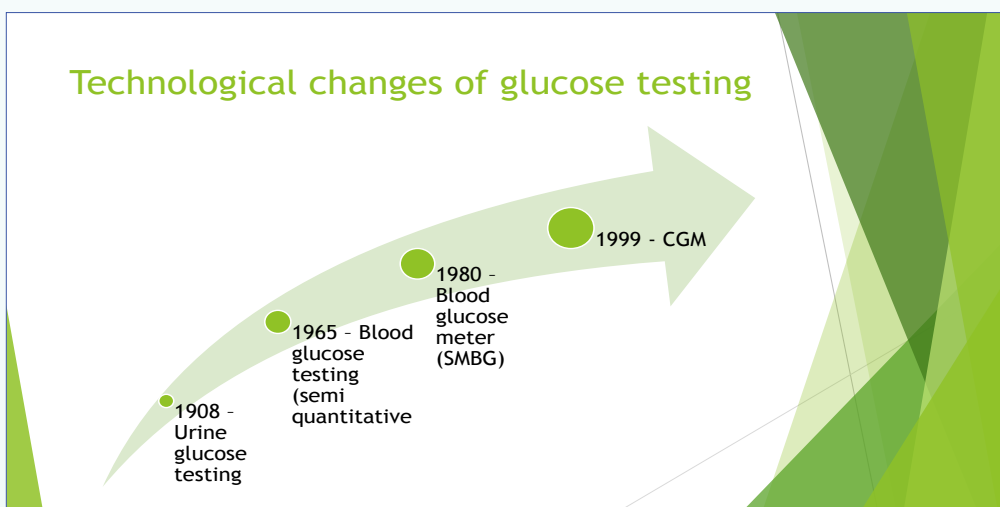 Technological changes of glucose testing
1908 –
Urine
glucose
testing
1965 – Blood
glucose
testing
(semi
quantitative
1980 –
Blood
glucose
meter
(SMBG)
1999 - CGM